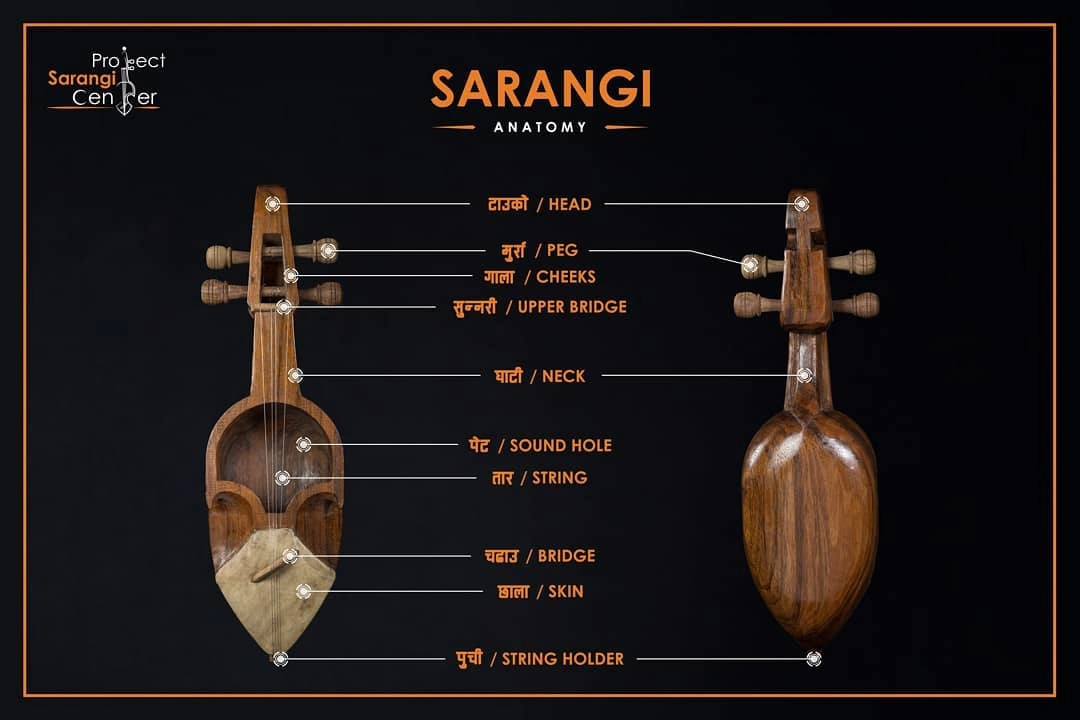 Project
Sarangi
Center
SARANGI
ANATOMY
टाउको / HEAD
मुर्रा / PEG
गाला / CHEEKS
सुन्नरी / UPPER BRIDGE
घाटी / NECK
पेट / SOUND HOLE
तार / STRING
चढाउ / BRIDGE
छाला / SKIN
पुची / STRING HOLDER